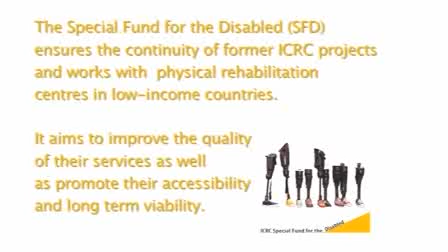 The Special Fund for the Disabled (SFD)
ensures the continuity of former ICRC projects
and works with physical rehabilitation
centres in low-income countries.
It aims to improve the quality
of their services as well
as promote their accessibility
and long term viability.
ICRC Special Fund for the Disabled